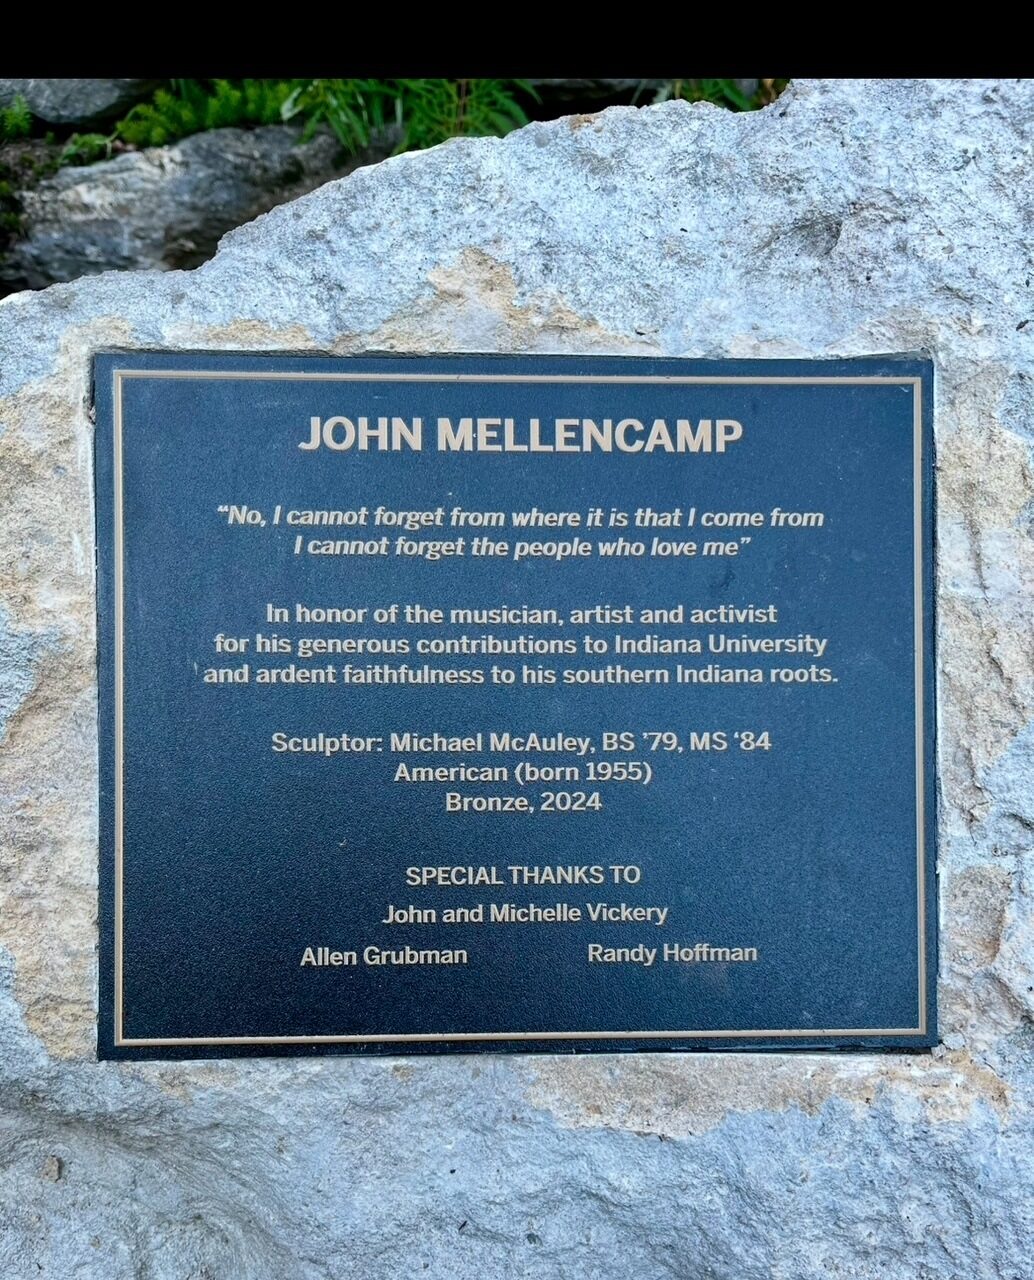 JOHN MELLENCAMP
“No, I cannot forget from where it is that I come from
I cannot forget the people who love me”
In honor of the musician, artist and activist
for his generous contributions to Indiana University
and ardent faithfulness to his southern Indiana roots.
Sculptor: Michael McAuley, BS ’79, MS ‘84
American (born 1955)
Bronze, 2024
SPECIAL THANKS TO
John and Michelle Vickery
Allen Grubman Randy Hoffman